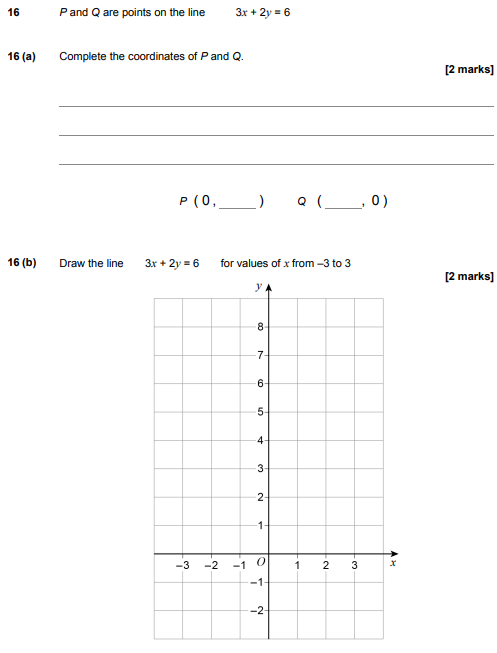 16 P and Q are points on the line 3x + 2y = 6
16 (a) Complete the coordinates of P and Q.
[2 marks]
P ( 0 , _____ ) Q ( _____ , 0 )
16 (b) Draw the line 3x + 2y = 6 for values of x from –3 to 3
[2 marks]
y
8
7
6
5
4
3
2
1
–3 –2 –1 O 1 2 3 x
–1
–2